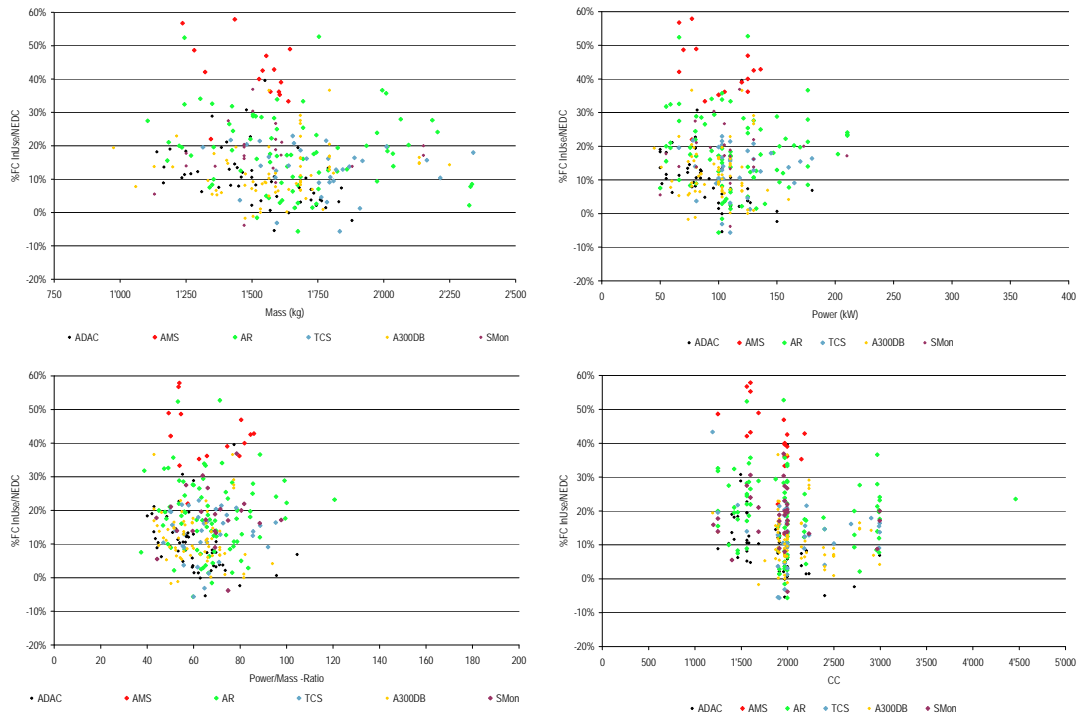 60%
50%
40%
30%
20%
10%
0%
-10%
-20%
%FC InUse/NEDC
750 1'000 1'250 1'500 1'750 2'000 2'250 2'500
Mass (kg)
ADAC AMS AR TCS A300DB SMon
60%
50%
40%
30%
20%
10%
0%
-10%
-20%
%FC InUse/NEDC
0 50 100 150 200 250 300 350 400
Power (kW)
ADAC AMS AR TCS A300DB SMon
60%
50%
40%
30%
20%
10%
0%
-10%
-20%
%FC InUse/NEDC
0 20 40 60 80 100 120 140 160 180 200
Power/Mass -Ratio
ADAC AMS AR TCS A300DB SMon
60%
50%
40%
30%
20%
10%
0%
-10%
-20%
%FC InUse/NEDC
0 500 1'000 1'500 2'000 2'500 3'000 3'500 4'000 4'500 5'000
CC
ADAC AMS AR TCS A300DB SMon